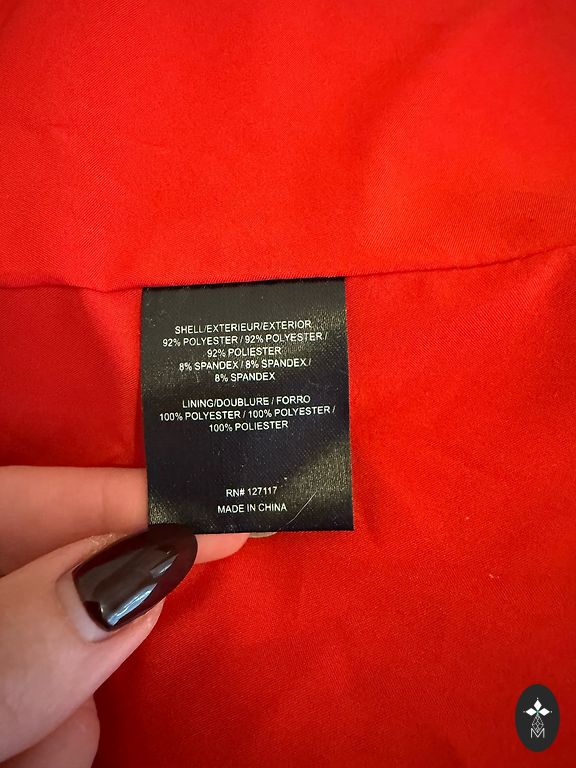 SHELL/EXTERIEUR/EXTERIOR
92% POLYESTER / 92% POLYESTER /
92% POLIESTER
8% SPANDEX / 8% SPANDEX /
8% SPANDEX
LINING/DOUBLURE / FORRO
100% POLYESTER / 100% POLYESTER /
100% POLIESTER
RN# 127117
MADE IN CHINA
M